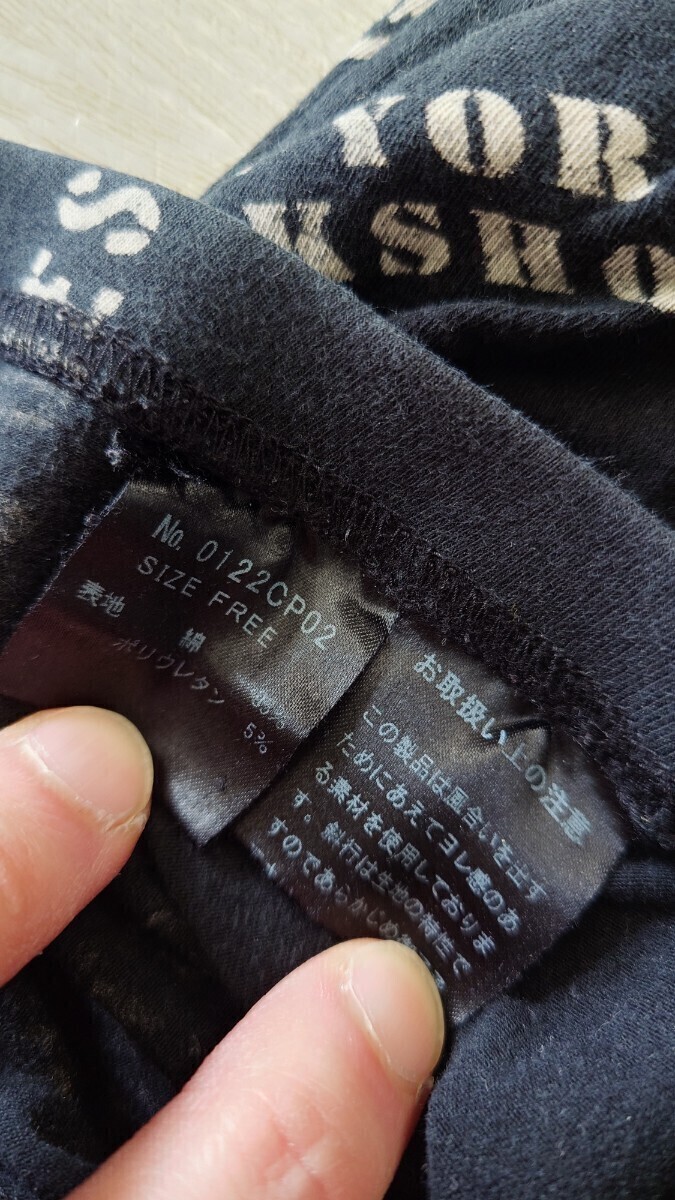 YOR
KSHO
S
No. 0122CP02
SIZE FREE
表地 綿 95%
ポリウレタン 5%
お取扱い上の注意
この製品は風合いを出す
ためにあえてヨレ感のあ
る素材を使用しておりま
す。斜行は生地の特性で
すのであらかじめ